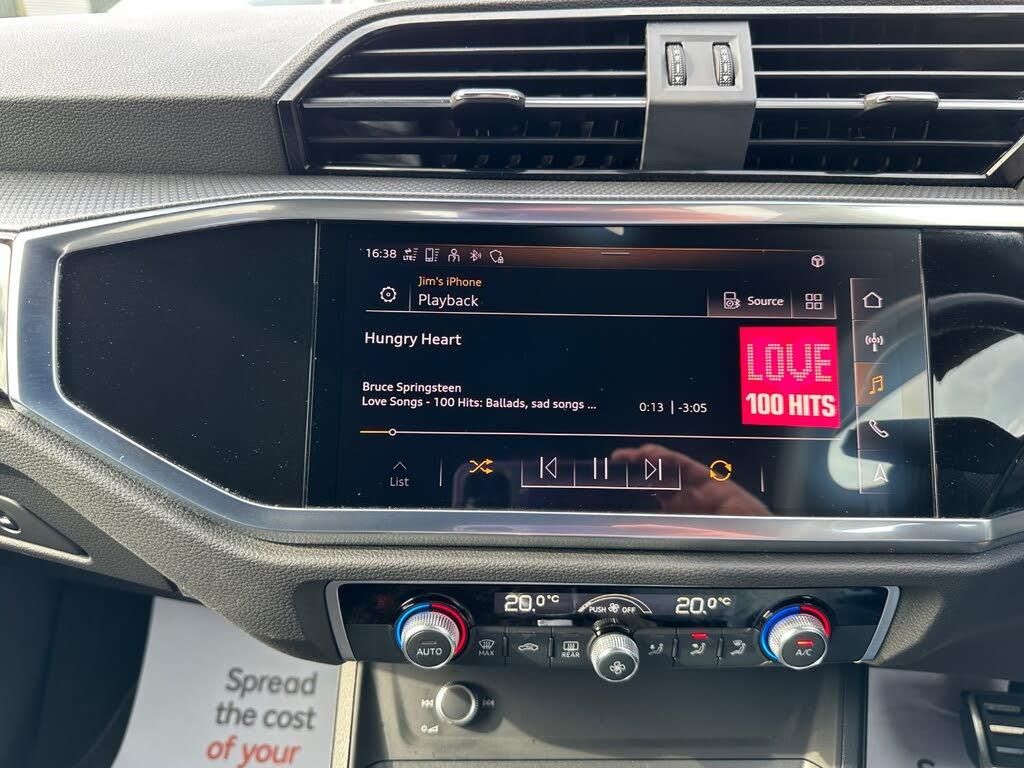 16:38
Jim's iPhone
Playback
Source
Hungry Heart
Bruce Springsteen
Love Songs - 100 Hits: Ballads, sad songs ...
0:13 | -3:05
LOVE
100 HITS
List
20.0°C
PUSH OFF
20.0°C
AUTO
MAX
REAR
A/C
Spread
the cost
of your